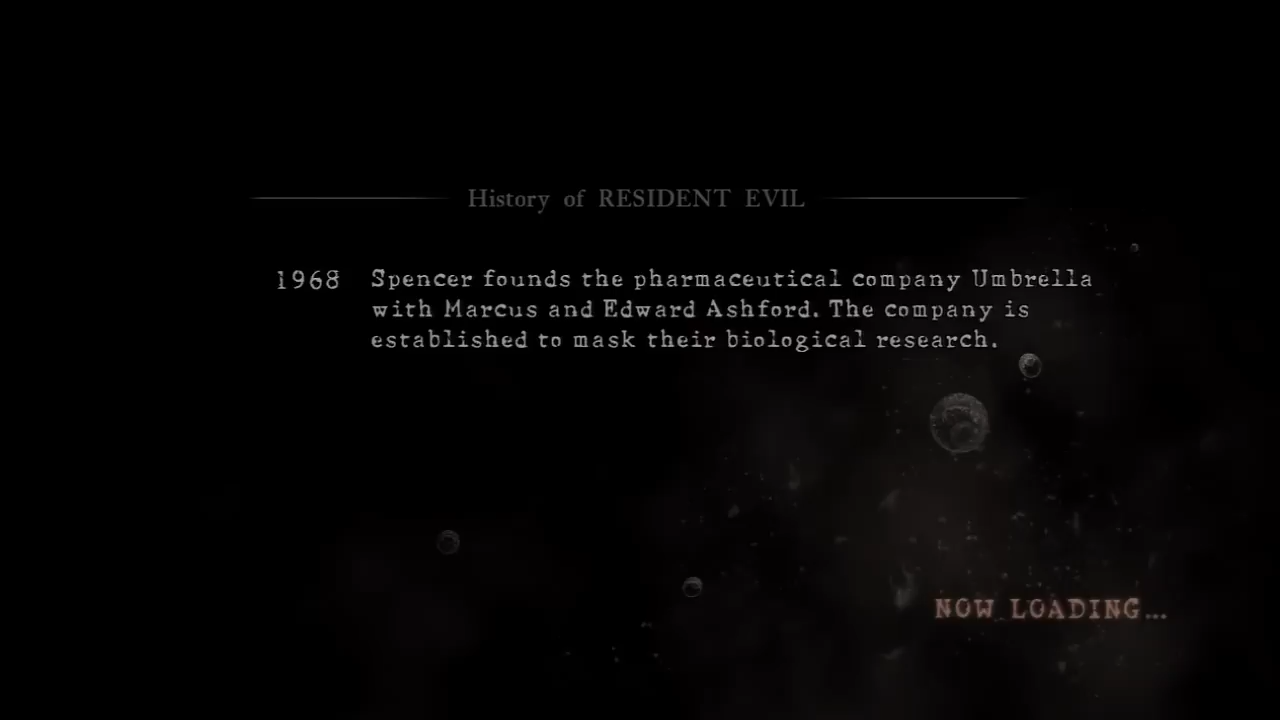 History of RESIDENT EVIL
1968 Spencer founds the pharmaceutical company Umbrella
with Marcus and Edward Ashford. The company is
established to mask their biological research.
NOW LOADING...